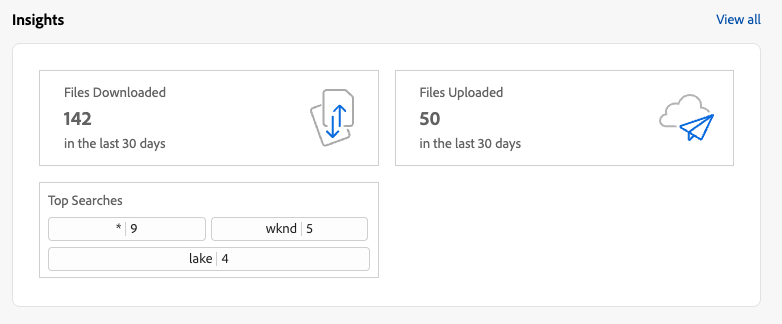 Insights
View all
Files Downloaded
142
in the last 30 days
Files Uploaded
50
in the last 30 days
Top Searches
* | 9
wknd | 5
lake | 4